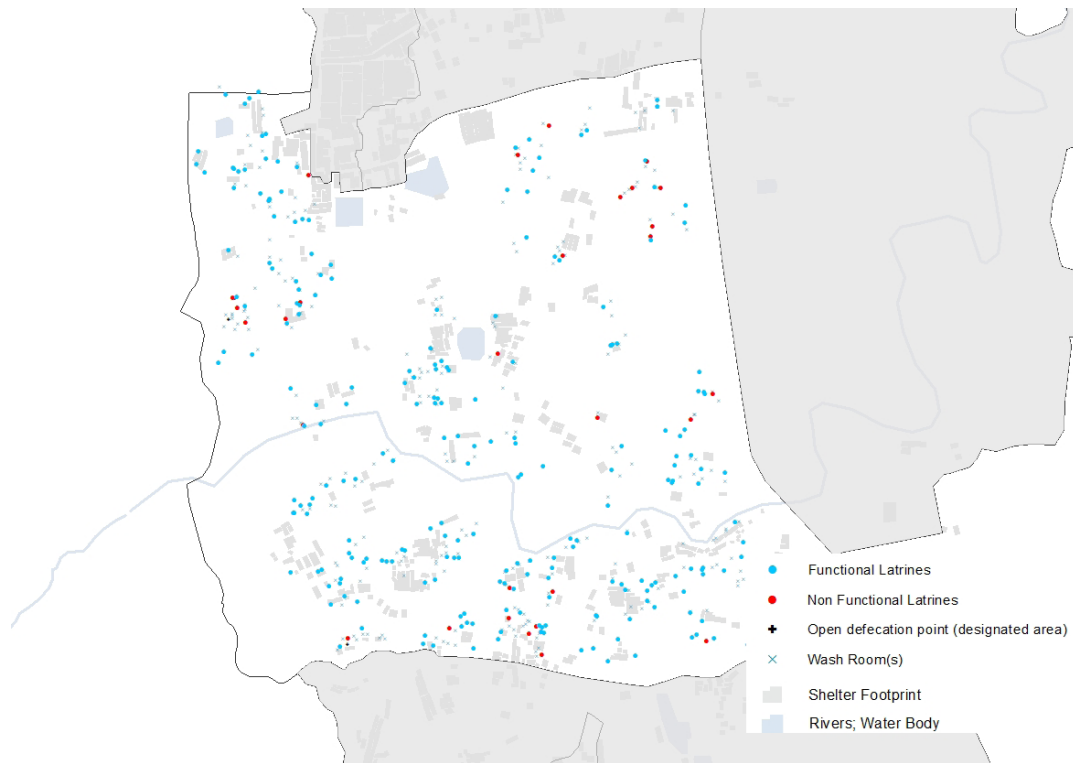 Functional Latrines
Non Functional Latrines
Open defecation point (designated area)
Wash Room(s)
Shelter Footprint
Rivers; Water Body